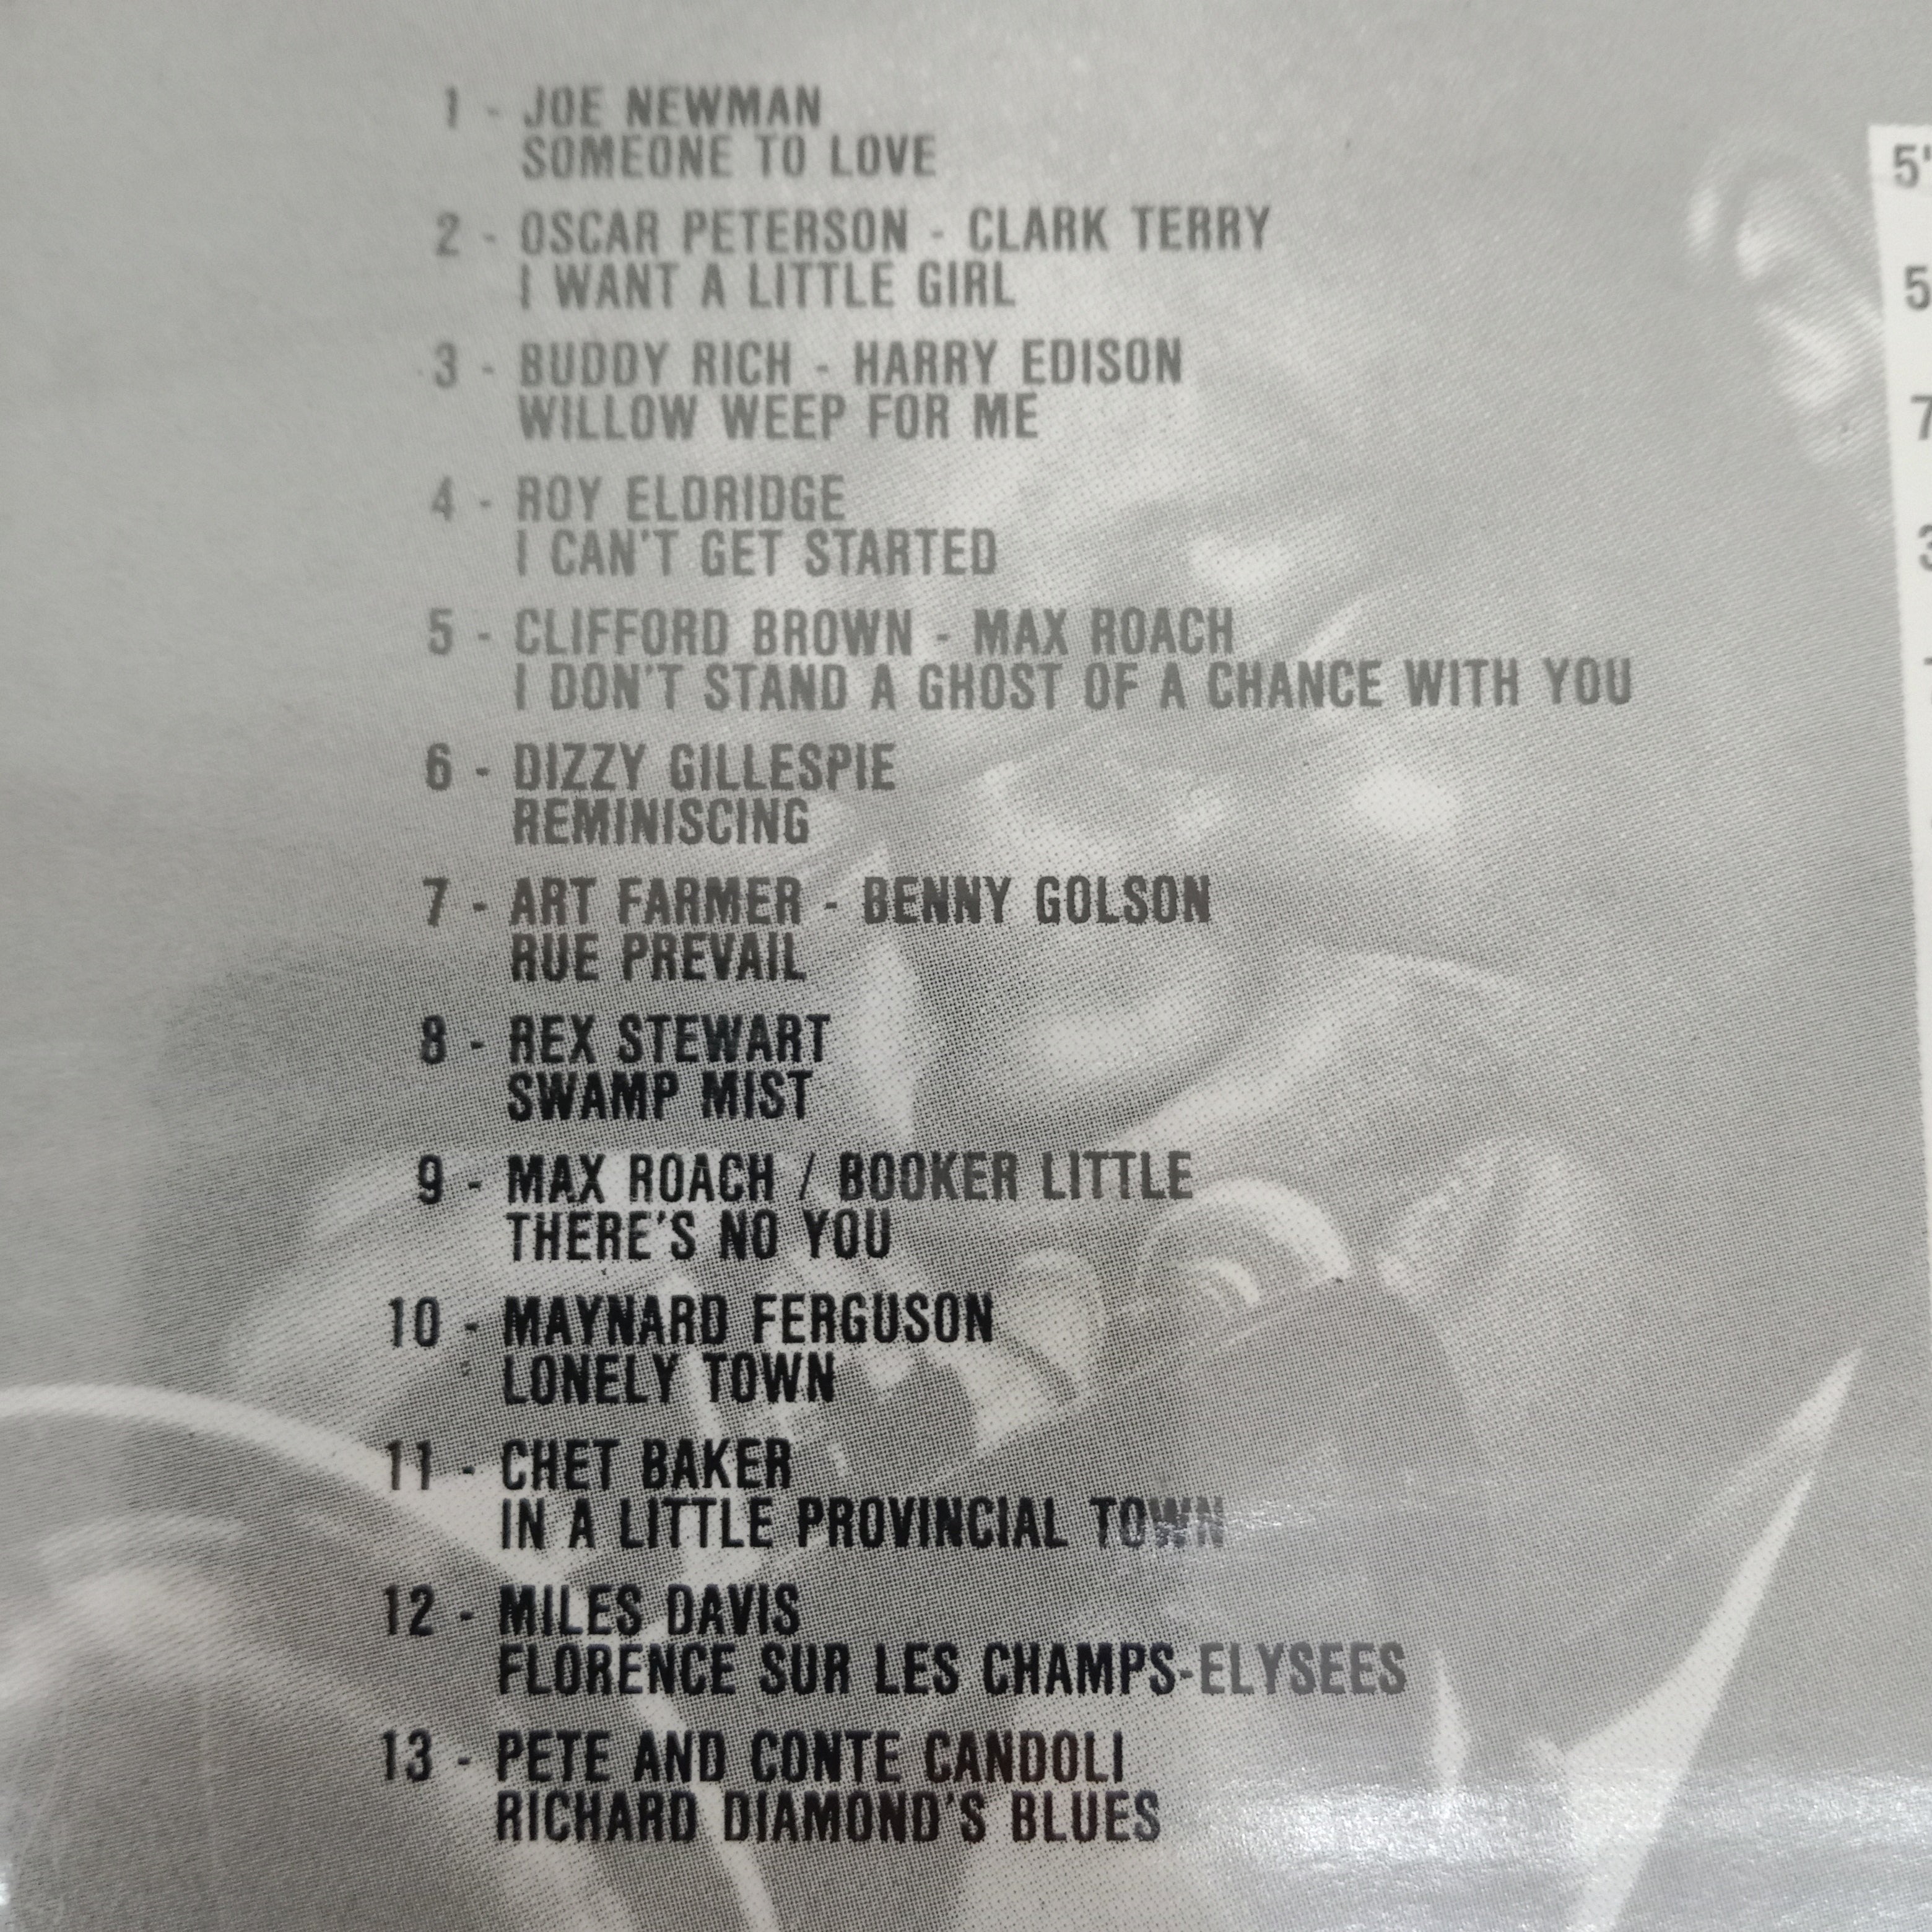 1 - JOE NEWMAN
SOMEONE TO LOVE
2 - OSCAR PETERSON - CLARK TERRY
I WANT A LITTLE GIRL
3 - BUDDY RICH - HARRY EDISON
WILLOW WEEP FOR ME
4 - ROY ELDRIDGE
I CAN'T GET STARTED
5 - CLIFFORD BROWN - MAX ROACH
I DON'T STAND A GHOST OF A CHANCE WITH YOU
6 - DIZZY GILLESPIE
REMINISCING
7 - ART FARMER - BENNY GOLSON
RUE PREVAIL
8 - REX STEWART
SWAMP MIST
9 - MAX ROACH / BOOKER LITTLE
THERE'S NO YOU
10 - MAYNARD FERGUSON
LONELY TOWN
11 - CHET BAKER
IN A LITTLE PROVINCIAL TOWN
12 - MILES DAVIS
FLORENCE SUR LES CHAMPS-ELYSEES
13 - PETE AND CONTE CANDOLI
RICHARD DIAMOND'S BLUES
5'
5
7
3